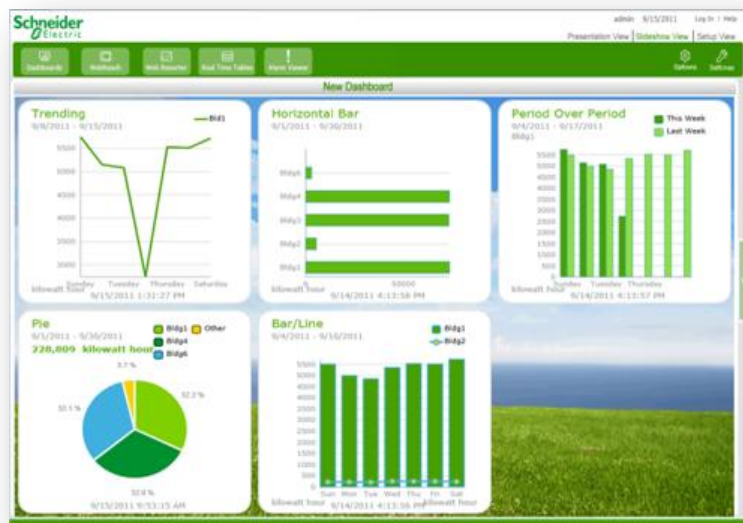 Schneider
Electric
admin 9/15/2011 Log In | Help
Presentation View | Slideshow View | Setup View
Dashboards
WebReach
Web Reporter
Real Time Tables
Alarm Viewer
Options
Settings
New Dashboard
Trending
9/9/2011 - 9/15/2011
Bld1
5500
5000
4500
4000
3500
3000
Sunday Tuesday Thursday Saturday
kilowatt hour
9/15/2011 1:31:27 PM
Horizontal Bar
9/1/2011 - 9/30/2011
Bldg6
Bldg4
Bldg3
Bldg2
Bldg1
0 50000
kilowatt hour
9/14/2011 4:13:56 PM
Period Over Period
9/4/2011 - 9/17/2011
Bldg1
This Week
Last Week
5500
5000
4500
4000
3500
3000
2500
2000
1500
1000
500
0
Sunday Tuesday Thursday
kilowatt hour
9/14/2011 4:13:57 PM
Pie
9/1/2011 - 9/30/2011
228,809 kilowatt hour
Bldg1
Other
Bldg4
Bldg6
3.7 %
32.8 %
9/15/2011 9:53:15 AM
Bar/Line
9/4/2011 - 9/10/2011
Bldg1
Bldg2
5500
5000
4500
4000
3500
3000
2500
2000
1500
1000
500
0
Sun Mon Tue Wed Thu Fri Sat
kilowatt hour
kilowatt hour
9/14/2011 4:13:56 PM